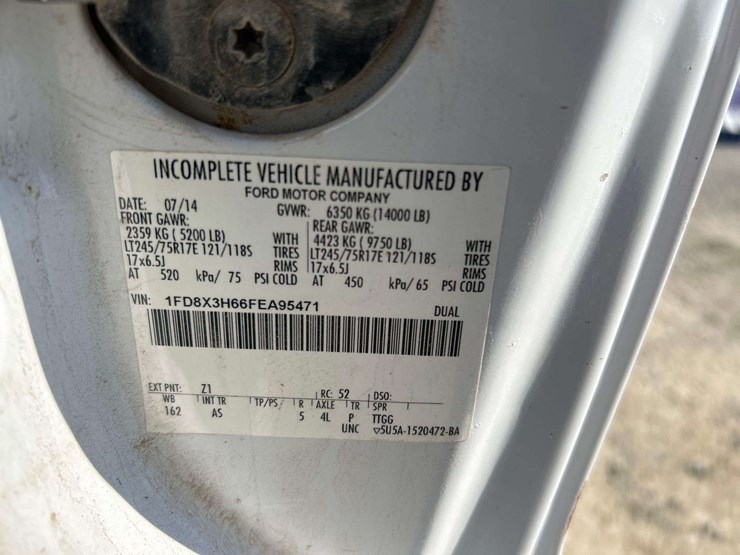 INCOMPLETE VEHICLE MANUFACTURED BY
FORD MOTOR COMPANY
DATE: 07/14 GVWR: 6350 KG (14000 LB)
FRONT GAWR: REAR GAWR:
2359 KG ( 5200 LB) WITH 4423 KG ( 9750 LB) WITH
LT245/75R17E 121/118S TIRES LT245/75R17E 121/118S TIRES
17x6.5J RIMS 17x6.5J RIMS
AT 520 kPa/ 75 PSI COLD AT 450 kPa/ 65 PSI COLD
VIN: 1FD8X3H66FEA95471 DUAL
EXT PNT: Z1 RC: 52 DSO:
WB INT TR TP/PS R AXLE TR SPR
162 AS 5 4L P TTGG
UNC ▽5U5A-1520472-BA